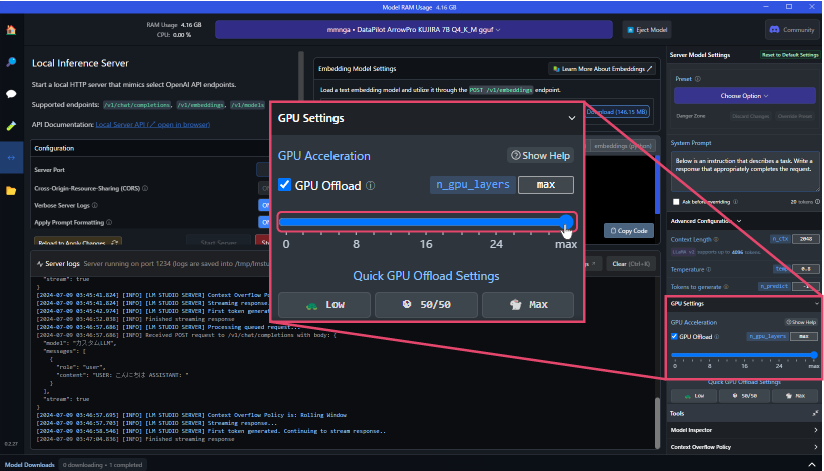 Model RAM Usage 4.16 GB
RAM Usage 4.16 GB
CPU: 0.00 %
mmnga • DataPilot ArrowPro KUJIRA 7B Q4_K_M gguf
Eject Model
Community
Local Inference Server
Start a local HTTP server that mimics select OpenAI API endpoints.
Supported endpoints: /v1/chat/completions, /v1/embeddings, /v1/models
API Documentation: Local Server API (↗ open in browser)
Configuration
Server Port
Cross-Origin-Resource-Sharing (CORS)
Verbose Server Logs
Apply Prompt Formatting
Reload to Apply Changes
Start Server
Embedding Model Settings
Learn More About Embeddings
Load a text embedding model and utilize it through the POST /v1/embeddings endpoint.
Download (146.15 MB)
embeddings (python)
Copy Code
GPU Settings
GPU Acceleration
Show Help
GPU Offload
n_gpu_layers
max
0 8 16 24 max
Quick GPU Offload Settings
Low
50/50
Max
Server logs
Server running on port 1234 (logs are saved into /tmp/lmstu
Clear (Ctrl+K)
"stream": true
}
[2024-07-09 03:45:41.824] [INFO] [LM STUDIO SERVER] Context Overflow Po
[2024-07-09 03:45:41.824] [INFO] [LM STUDIO SERVER] Streaming response..
[2024-07-09 03:45:42.974] [INFO] [LM STUDIO SERVER] First token generate
[2024-07-09 03:45:52.038] [INFO] Finished streaming response
[2024-07-09 03:46:57.686] [INFO] [LM STUDIO SERVER] Processing queued request...
[2024-07-09 03:46:57.686] [INFO] Received POST request to /v1/chat/completions with body: {
"model": "カスタムLLM",
"messages": [
{
"role": "user",
"content": "USER: こんにちは ASSISTANT: "
}
],
"stream": true
}
[2024-07-09 03:46:57.695] [INFO] [LM STUDIO SERVER] Context Overflow Policy is: Rolling Window
[2024-07-09 03:46:57.703] [INFO] [LM STUDIO SERVER] Streaming response...
[2024-07-09 03:46:58.546] [INFO] [LM STUDIO SERVER] First token generated. Continuing to stream response..
[2024-07-09 03:47:04.836] [INFO] Finished streaming response
Server Model Settings
Reset to Default Settings
Preset
Choose Option
Danger Zone
Discard Changes
Override Preset
System Prompt
Below is an instruction that describes a task. Write a
response that appropriately completes the request.
Ask before overriding
20 tokens
Advanced Configuration
Context Length
n_ctx
2048
supports up to 4096 tokens
Temperature
temp
0.8
Tokens to generate
n_predict
-1
GPU Settings
GPU Acceleration
Show Help
GPU Offload
n_gpu_layers
max
0 8 16 24 max
Quick GPU Offload Settings
Low
50/50
Max
Tools
Model Inspector
Context Overflow Policy
0.2.27
Model Downloads
0 downloading • 1 completed